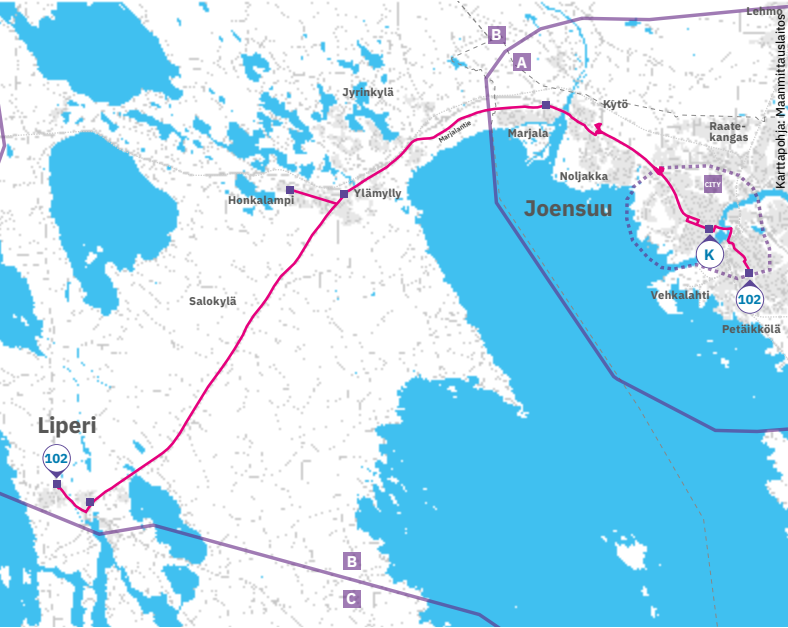 Lehmo
B
A
Jyrinkylä
Kytö
Marjalantie
Marjala
Raate-
kangas
Noljakka
CITY
Honkalampi
Ylämylly
Joensuu
K
Salokylä
Vehkalahti
102
Petäikkölä
Liperi
102
B
C
Karttapohja: Maanmittauslaitos